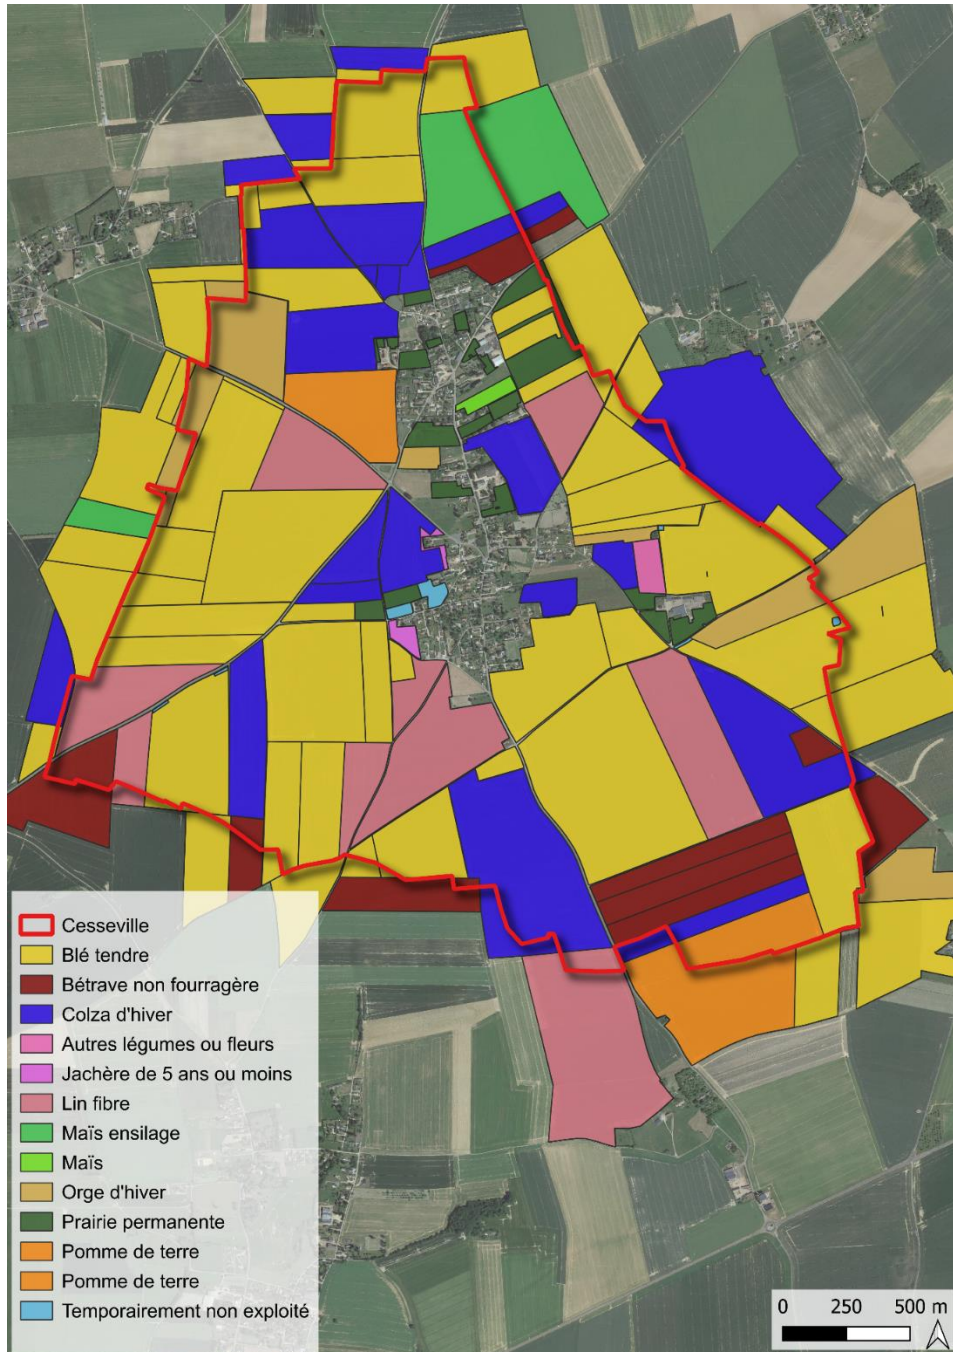 Cesseville
Blé tendre
Bétrave non fourragère
Colza d'hiver
Autres légumes ou fleurs
Jachère de 5 ans ou moins
Lin fibre
Maïs ensilage
Maïs
Orge d'hiver
Prairie permanente
Pomme de terre
Pomme de terre
Temporairement non exploité
0 250 500 m